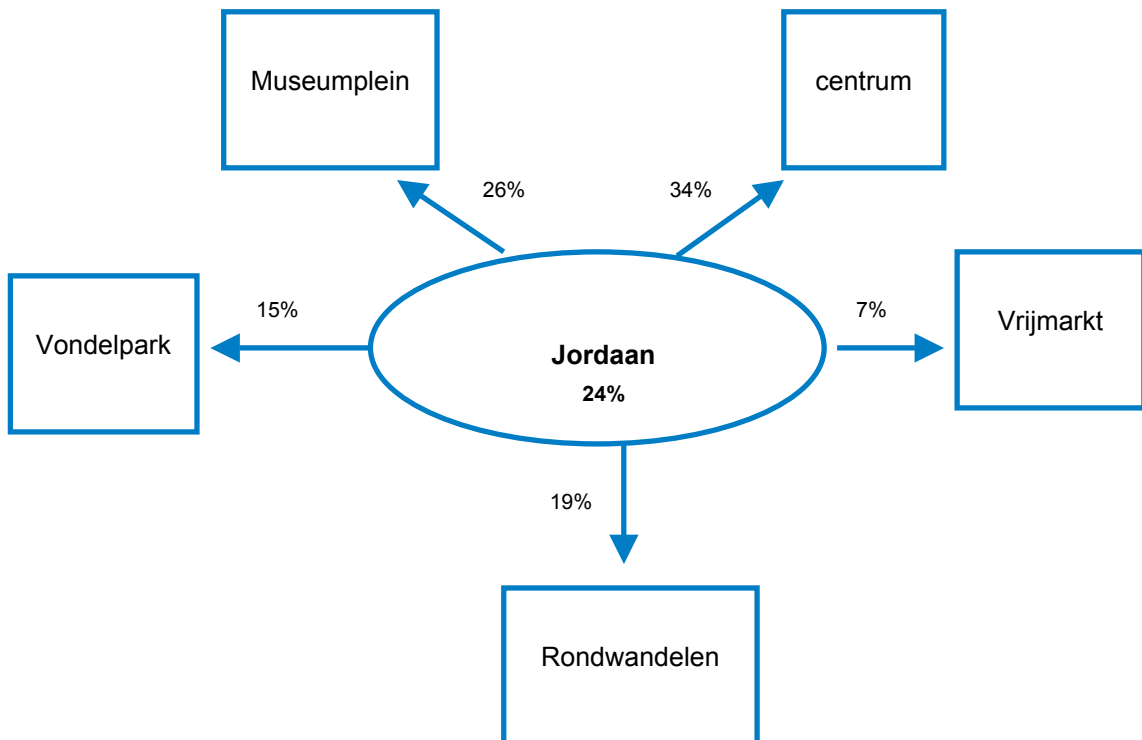 Museumplein
centrum
26%
34%
Vondelpark
15%
7%
Vrijmarkt
Jordaan
24%
19%
Rondwandelen